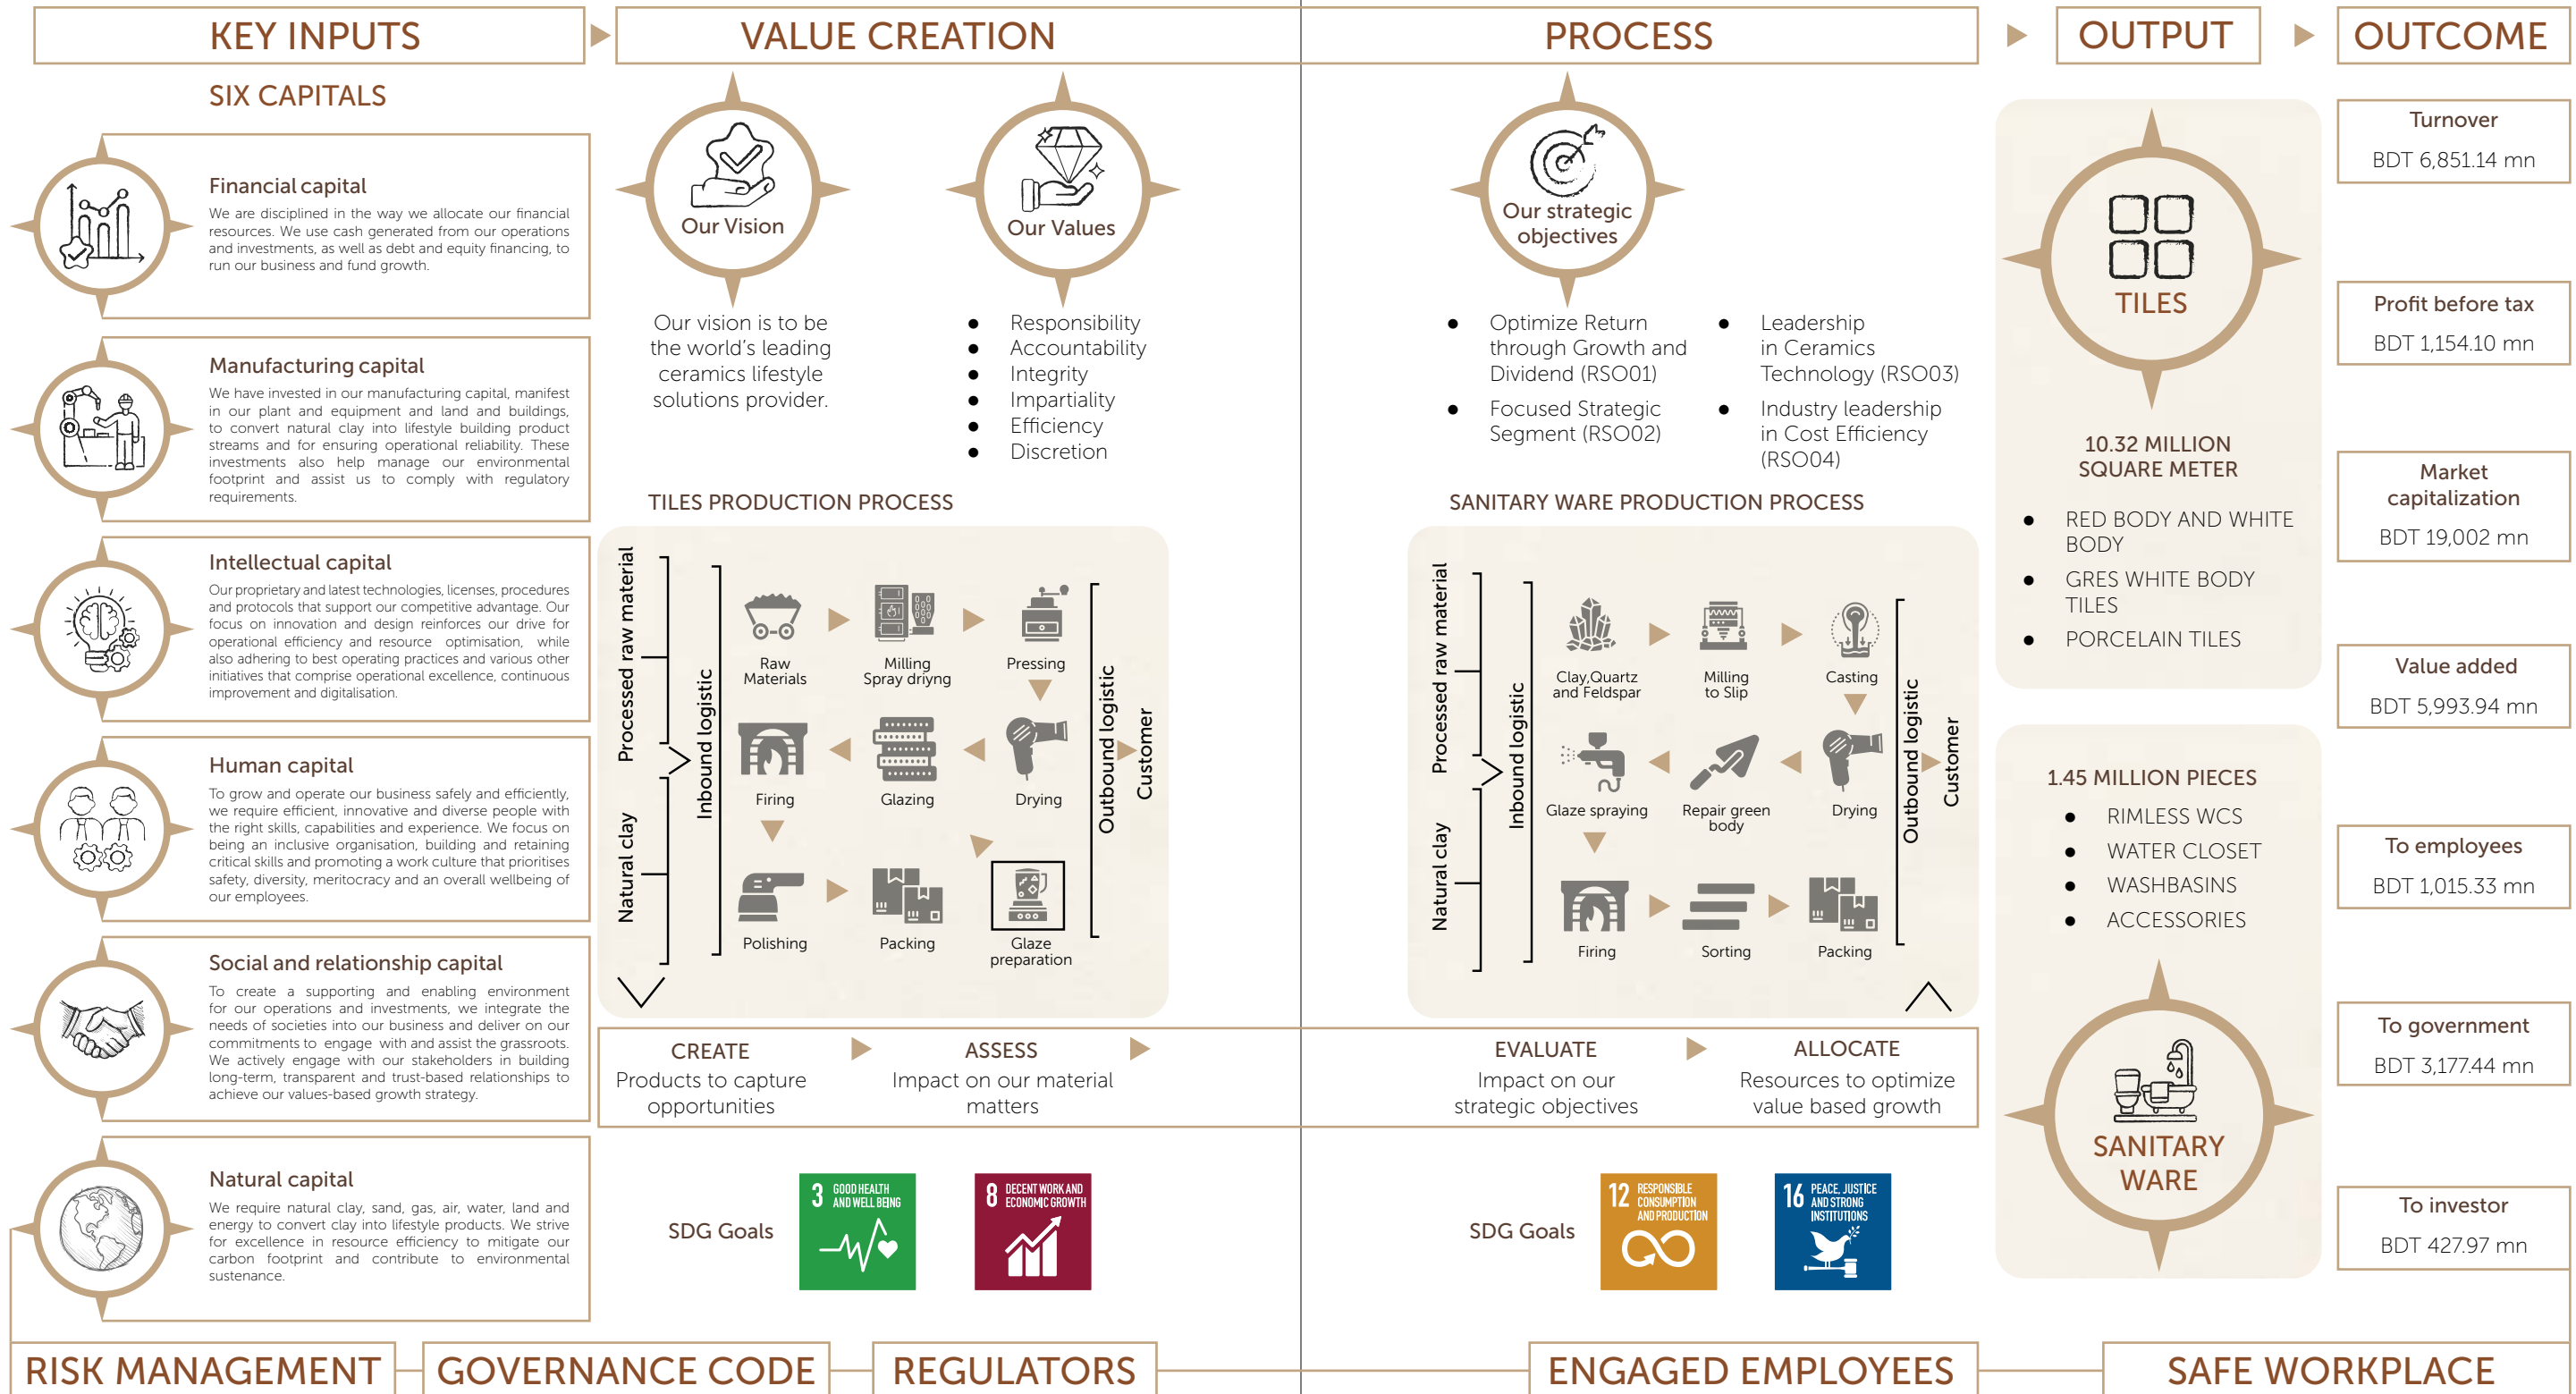 KEY INPUTS
VALUE CREATION
PROCESS
OUTPUT
OUTCOME
SIX CAPITALS
Financial capital
We are disciplined in the way we allocate our financial
resources. We use cash generated from our operations
and investments, as well as debt and equity financing, to
run our business and fund growth.
Manufacturing capital
We have invested in our manufacturing capital, manifest
in our plant and equipment and land and buildings,
to convert natural clay into lifestyle building product
streams and for ensuring operational reliability. These
investments also help manage our environmental
footprint and assist us to comply with regulatory
requirements.
Intellectual capital
Our proprietary and latest technologies, licenses, procedures
and protocols that support our competitive advantage. Our
focus on innovation and design reinforces our drive for
operational efficiency and resource optimisation, while
also adhering to best operating practices and various other
initiatives that comprise operational excellence, continuous
improvement and digitalisation.
Human capital
To grow and operate our business safely and efficiently,
we require efficient, innovative and diverse people with
the right skills, capabilities and experience. We focus on
being an inclusive organisation, building and retaining
critical skills and promoting a work culture that prioritises
safety, diversity, meritocracy and an overall wellbeing of
our employees.
Social and relationship capital
To create a supporting and enabling environment
for our operations and investments, we integrate the
needs of societies into our business and deliver on our
commitments to engage with and assist the grassroots.
We actively engage with our stakeholders in building
long-term, transparent and trust-based relationships to
achieve our values-based growth strategy.
Natural capital
We require natural clay, sand, gas, air, water, land and
energy to convert clay into lifestyle products. We strive
for excellence in resource efficiency to mitigate our
carbon footprint and contribute to environmental
sustenance.
Our Vision
Our vision is to be
the world's leading
ceramics lifestyle
solutions provider.
Our Values
● Responsibility
● Accountability
● Integrity
● Impartiality
● Efficiency
● Discretion
Our strategic
objectives
● Optimize Return
through Growth and
Dividend (RSO01)
● Focused Strategic
Segment (RSO02)
● Leadership
in Ceramics
Technology (RSO03)
● Industry leadership
in Cost Efficiency
(RSO04)
TILES PRODUCTION PROCESS
Processed raw material
Natural clay
Inbound logistic
Raw
Materials
Milling
Spray driyng
Pressing
Firing
Glazing
Drying
Polishing
Packing
Glaze
preparation
Outbound logistic
Customer
SANITARY WARE PRODUCTION PROCESS
Processed raw material
Natural clay
Inbound logistic
Clay,Quartz
and Feldspar
Milling
to Slip
Casting
Glaze spraying
Repair green
body
Drying
Firing
Sorting
Packing
Outbound logistic
Customer
CREATE
Products to capture
opportunities
ASSESS
Impact on our material
matters
EVALUATE
Impact on our
strategic objectives
ALLOCATE
Resources to optimize
value based growth
SDG Goals
3 GOOD HEALTH
AND WELL BEING
8 DECENT WORK AND
ECONOMIC GROWTH
SDG Goals
12 RESPONSIBLE
CONSUMPTION
AND PRODUCTION
16 PEACE, JUSTICE
AND STRONG
INSTITUTIONS
TILES
10.32 MILLION
SQUARE METER
● RED BODY AND WHITE
BODY
● GRES WHITE BODY
TILES
● PORCELAIN TILES
1.45 MILLION PIECES
● RIMLESS WCS
● WATER CLOSET
● WASHBASINS
● ACCESSORIES
SANITARY
WARE
Turnover
BDT 6,851.14 mn
Profit before tax
BDT 1,154.10 mn
Market
capitalization
BDT 19,002 mn
Value added
BDT 5,993.94 mn
To employees
BDT 1,015.33 mn
To government
BDT 3,177.44 mn
To investor
BDT 427.97 mn
RISK MANAGEMENT
GOVERNANCE CODE
REGULATORS
ENGAGED EMPLOYEES
SAFE WORKPLACE